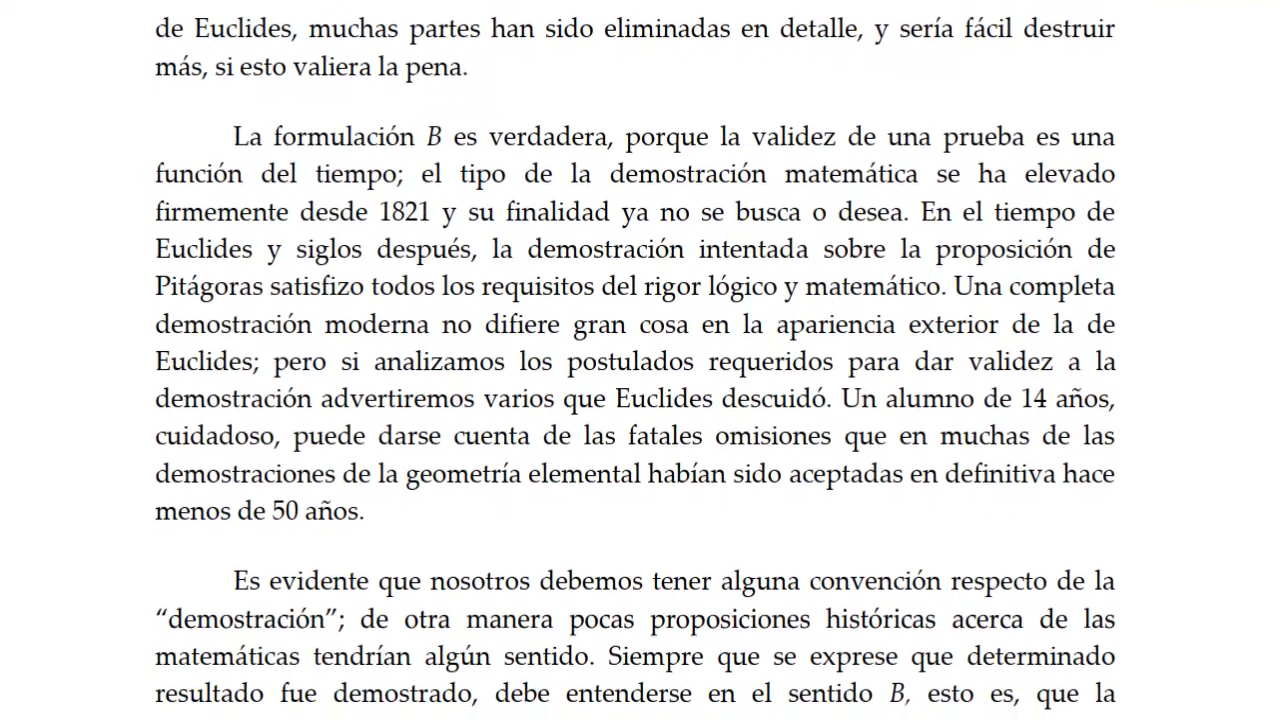 de Euclides, muchas partes han sido eliminadas en detalle, y sería fácil destruir
más, si esto valiera la pena.
La formulación B es verdadera, porque la validez de una prueba es una
función del tiempo; el tipo de la demostración matemática se ha elevado
firmemente desde 1821 y su finalidad ya no se busca o desea. En el tiempo de
Euclides y siglos después, la demostración intentada sobre la proposición de
Pitágoras satisfizo todos los requisitos del rigor lógico y matemático. Una completa
demostración moderna no difiere gran cosa en la apariencia exterior de la de
Euclides; pero si analizamos los postulados requeridos para dar validez a la
demostración advertiremos varios que Euclides descuidó. Un alumno de 14 años,
cuidadoso, puede darse cuenta de las fatales omisiones que en muchas de las
demostraciones de la geometría elemental habían sido aceptadas en definitiva hace
menos de 50 años.
Es evidente que nosotros debemos tener alguna convención respecto de la
“demostración”; de otra manera pocas proposiciones históricas acerca de las
matemáticas tendrían algún sentido. Siempre que se exprese que determinado
resultado fue demostrado, debe entenderse en el sentido B, esto es, que la